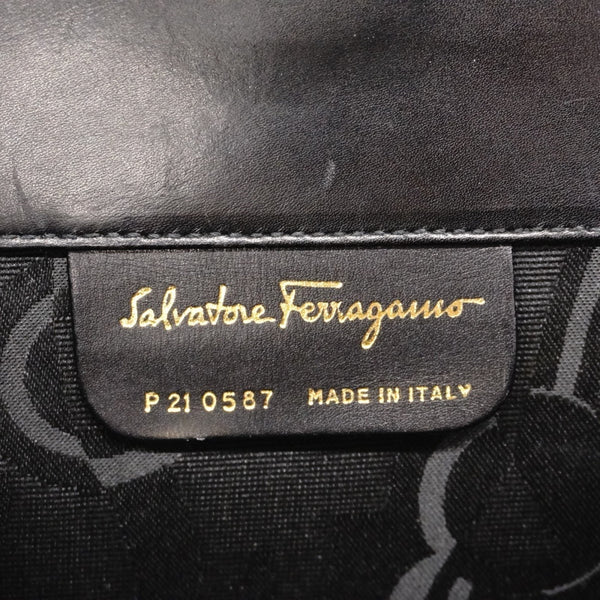 Salvatore Ferragamo
P 21 0587 MADE IN ITALY